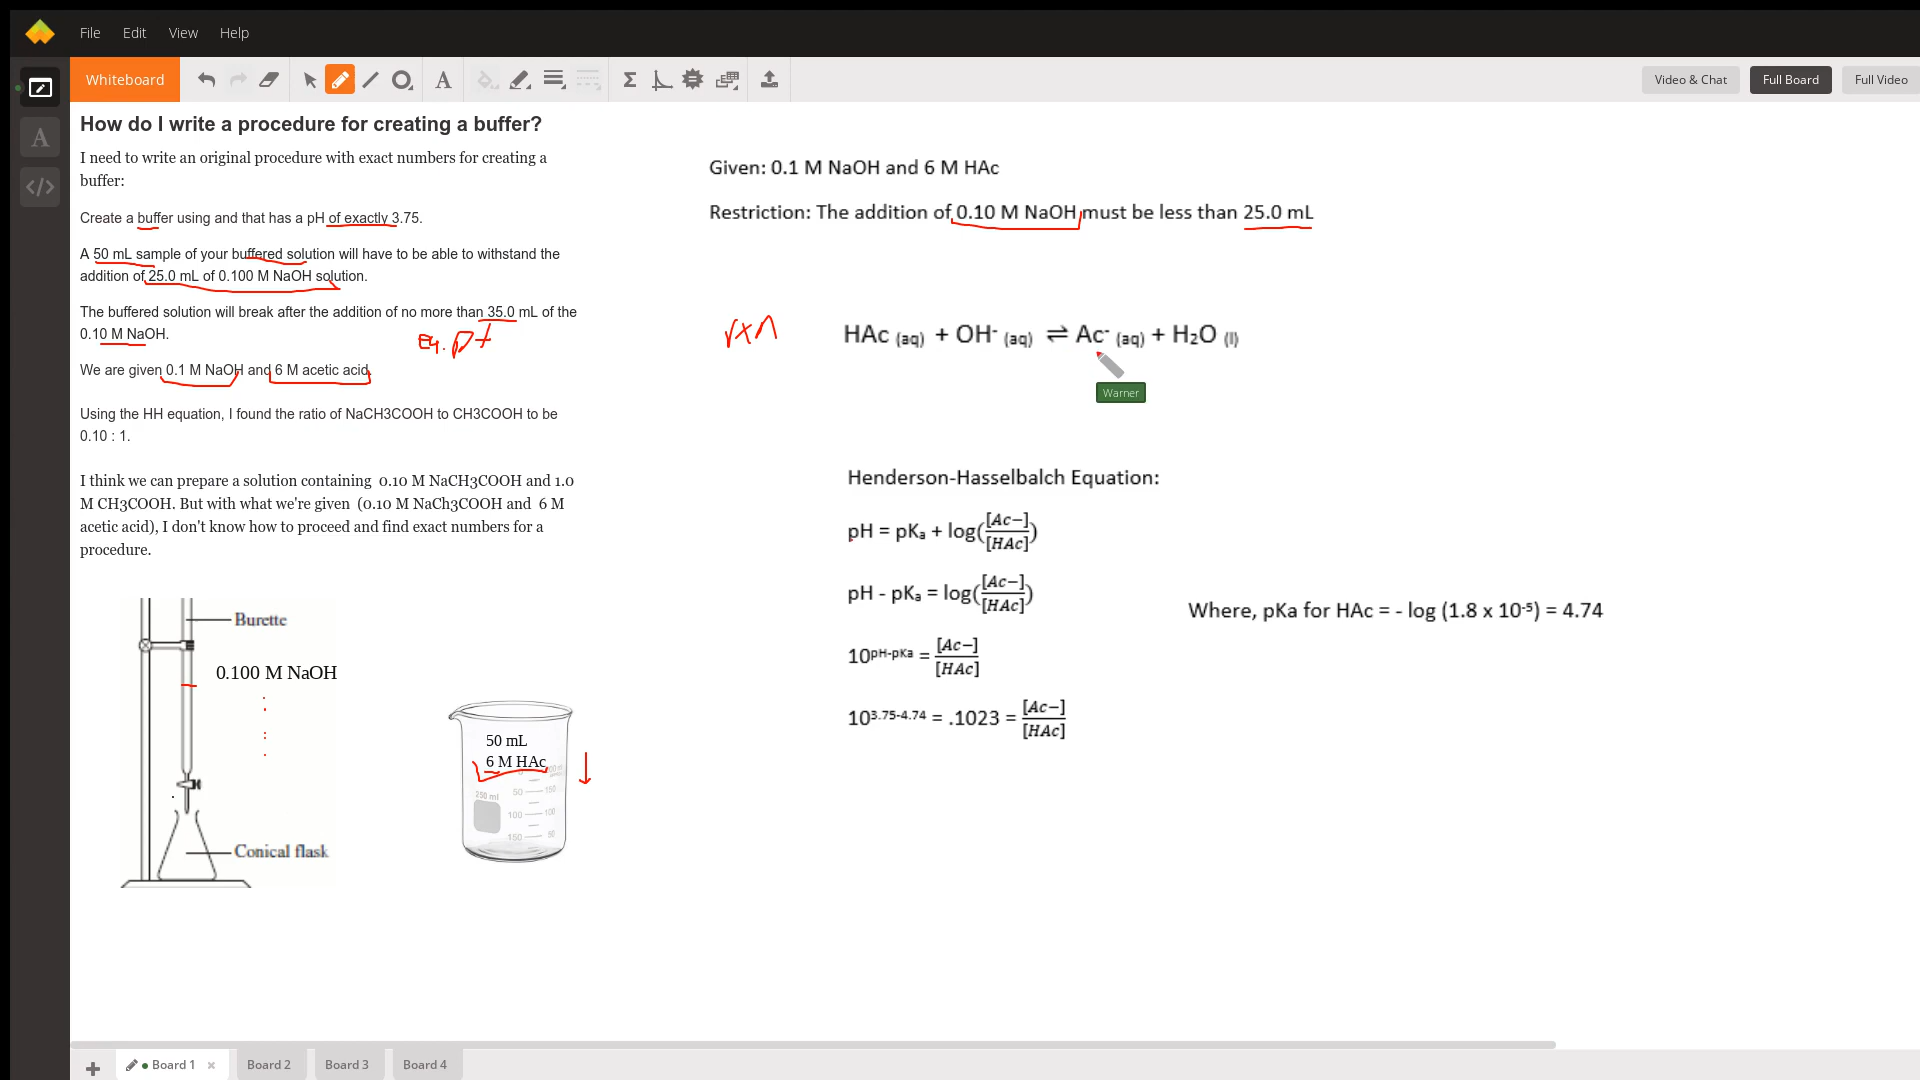 File Edit View Help
Whiteboard
Video & Chat Full Board Full Video
How do I write a procedure for creating a buffer?
I need to write an original procedure with exact numbers for creating a
buffer:
Create a buffer using and that has a pH of exactly 3.75.
A 50 mL sample of your buffered solution will have to be able to withstand the
addition of 25.0 mL of 0.100 M NaOH solution.
The buffered solution will break after the addition of no more than 35.0 mL of the
0.10 M NaOH.
Eq. pt
We are given 0.1 M NaOH and 6 M acetic acid.
Using the HH equation, I found the ratio of NaCH3COOH to CH3COOH to be
0.10 : 1.
I think we can prepare a solution containing 0.10 M NaCH3COOH and 1.0
M CH3COOH. But with what we're given (0.10 M NaCh3COOH and 6 M
acetic acid), I don't know how to proceed and find exact numbers for a
procedure.
Burette
0.100 M NaOH
Conical flask
50 mL
6 M HAc
250 ml
50 150
100 100
150 50
Given: 0.1 M NaOH and 6 M HAc
Restriction: The addition of 0.10 M NaOH must be less than 25.0 mL
rxn
HAc (aq) + OH⁻ (aq) ⇌ Ac⁻ (aq) + H₂O (l)
Warner
Henderson-Hasselbalch Equation:
pH = pKₐ + log([Ac−]/[HAc])
pH - pKₐ = log([Ac−]/[HAc])
10^pH-pKa = [Ac−]/[HAc]
10^3.75-4.74 = .1023 = [Ac−]/[HAc]
Where, pKa for HAc = - log (1.8 x 10⁻⁵) = 4.74
Board 1 Board 2 Board 3 Board 4